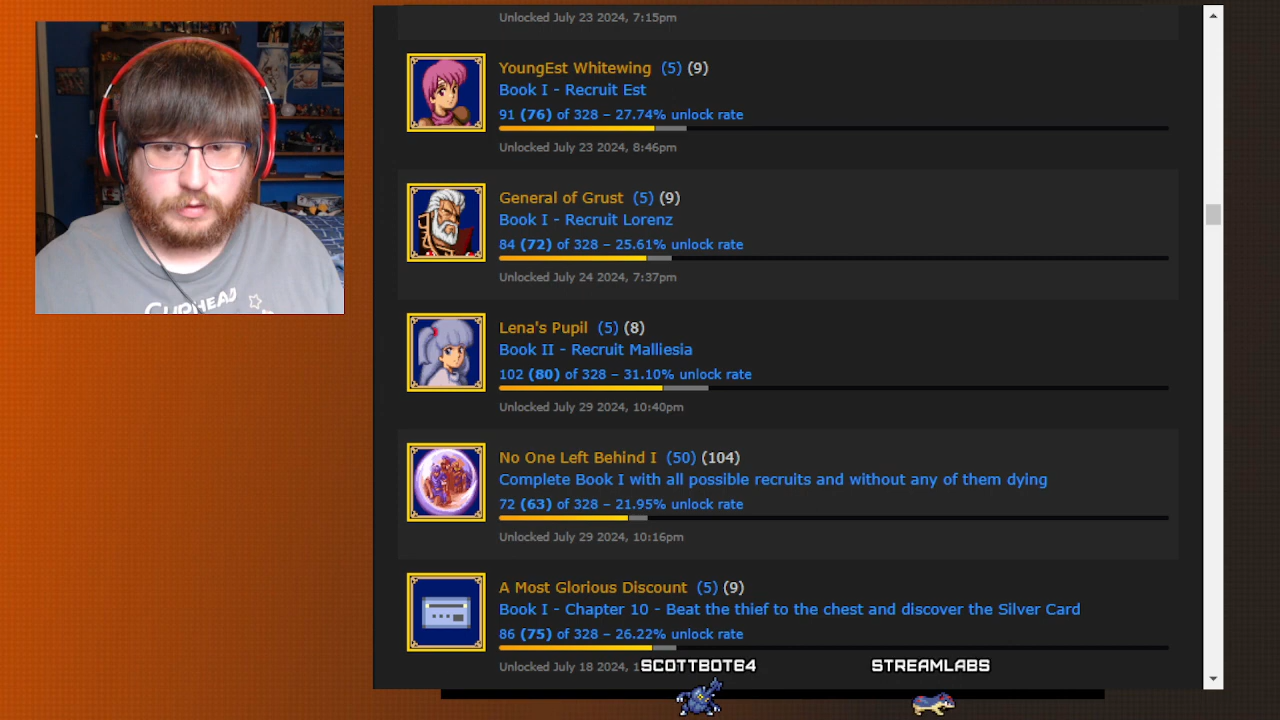 Unlocked July 23 2024, 7:15pm
YoungEst Whitewing (5) (9)
Book I - Recruit Est
91 (76) of 328 – 27.74% unlock rate
Unlocked July 23 2024, 8:46pm
General of Grust (5) (9)
Book I - Recruit Lorenz
84 (72) of 328 – 25.61% unlock rate
Unlocked July 24 2024, 7:37pm
Lena's Pupil (5) (8)
Book II - Recruit Malliesia
102 (80) of 328 – 31.10% unlock rate
Unlocked July 29 2024, 10:40pm
No One Left Behind I (50) (104)
Complete Book I with all possible recruits and without any of them dying
72 (63) of 328 – 21.95% unlock rate
Unlocked July 29 2024, 10:16pm
A Most Glorious Discount (5) (9)
Book I - Chapter 10 - Beat the thief to the chest and discover the Silver Card
86 (75) of 328 – 26.22% unlock rate
Unlocked July 18 2024, 1
SCOTTBOT64 STREAMLABS
CUPHEAD